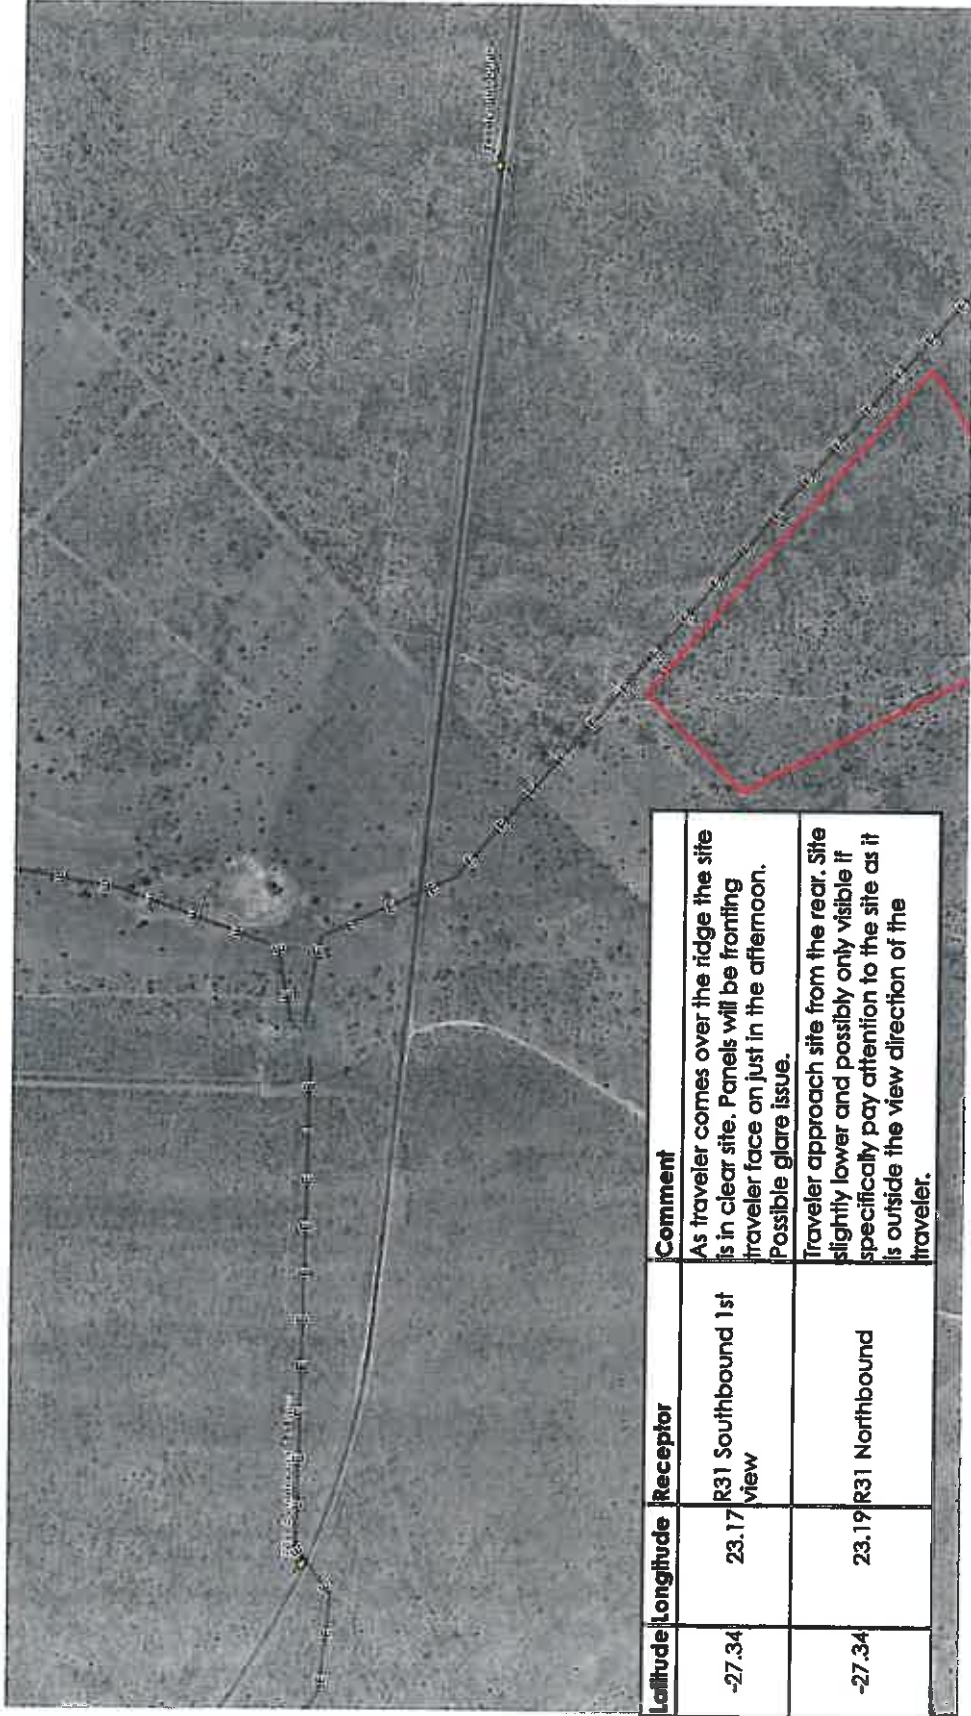 Latitude Longitude Receptor Comment
-27.34 23.17 R31 Southbound 1st view
As traveler comes over the ridge the site
is in clear site. Panels will be fronting
traveler face on just in the afternoon.
Possible glare issue.
-27.34 23.19 R31 Northbound
Traveler approach site from the rear. Site
slightly lower and possibly only visible if
specifically pay attention to the site as it
is outside the view direction of the
traveler.